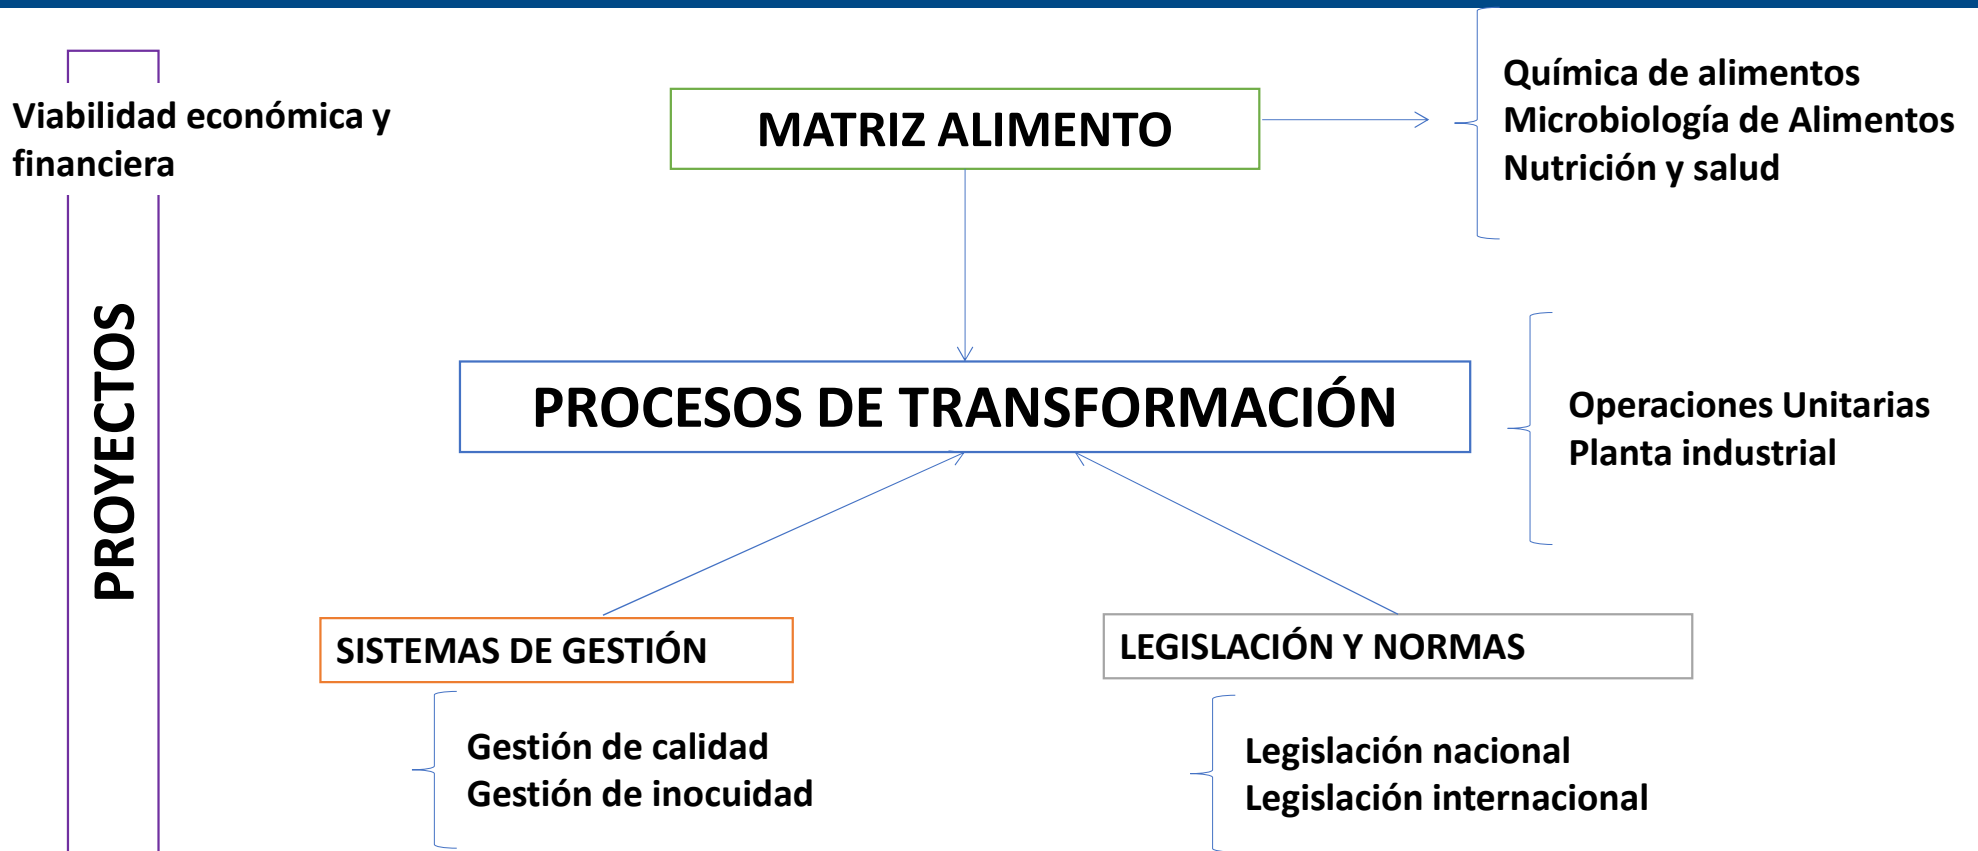 Viabilidad económica y
financiera
PROYECTOS
MATRIZ ALIMENTO
Química de alimentos
Microbiología de Alimentos
Nutrición y salud
PROCESOS DE TRANSFORMACIÓN
Operaciones Unitarias
Planta industrial
SISTEMAS DE GESTIÓN
Gestión de calidad
Gestión de inocuidad
LEGISLACIÓN Y NORMAS
Legislación nacional
Legislación internacional